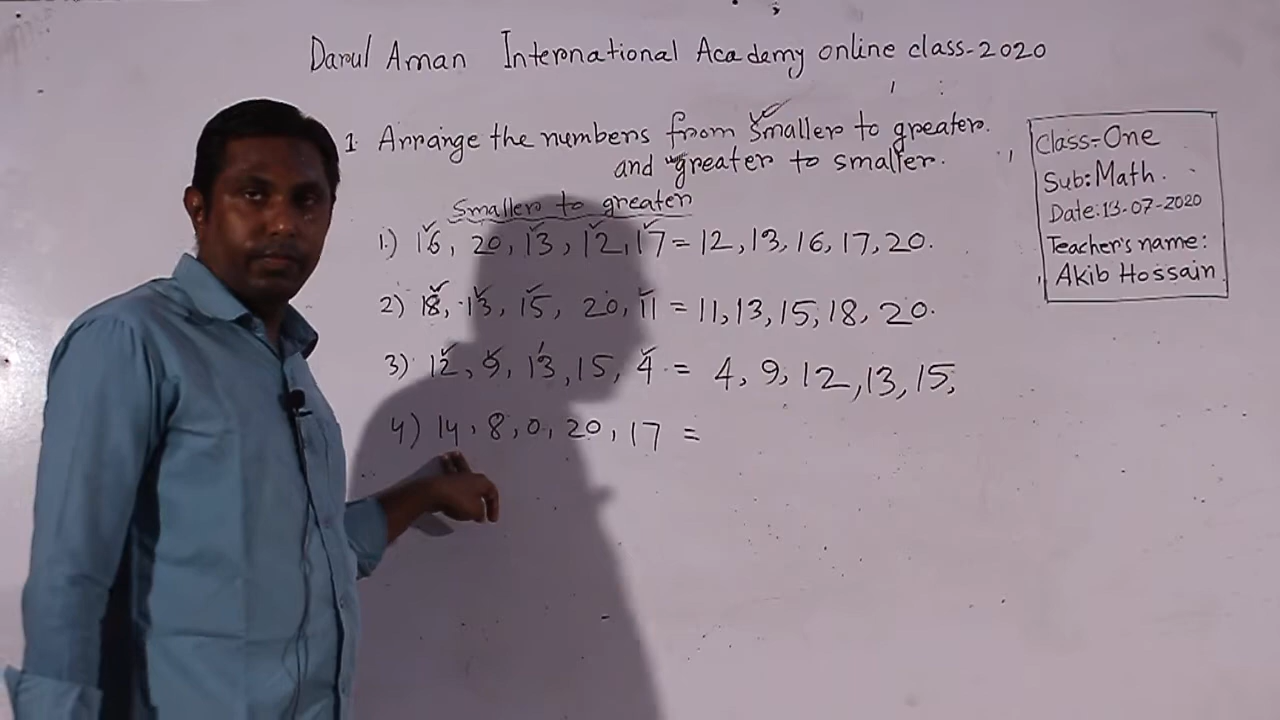 Darul Aman International Academy online class-2020
1. Arrange the numbers from smaller to greater.
and greater to smaller.
Smaller to greater
1.) 16, 20, 13, 12, 17 = 12, 13, 16, 17, 20.
2) 18, 13, 15, 20, 11 = 11, 13, 15, 18, 20.
3) 12, 9, 13, 15, 4 = 4, 9, 12, 13, 15,
4) 14, 8, 0, 20, 17 =
Class-One
Sub:Math.
Date:13-07-2020
Teacher's name:
Akib Hossain